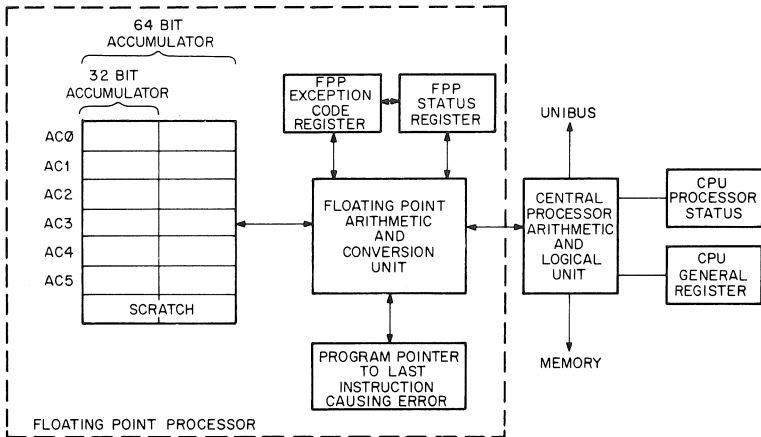 64 BIT
ACCUMULATOR
32 BIT
ACCUMULATOR
ACØ
AC1
AC2
AC3
AC4
AC5
SCRATCH
FPP
EXCEPTION
CODE
REGISTER
FPP
STATUS
REGISTER
FLOATING POINT
ARITHMETIC
AND
CONVERSION
UNIT
PROGRAM POINTER
TO LAST
INSTRUCTION
CAUSING ERROR
FLOATING POINT PROCESSOR
UNIBUS
CENTRAL
PROCESSOR
ARITHMETIC
AND
LOGICAL
UNIT
MEMORY
CPU
PROCESSOR
STATUS
CPU
GENERAL
REGISTER